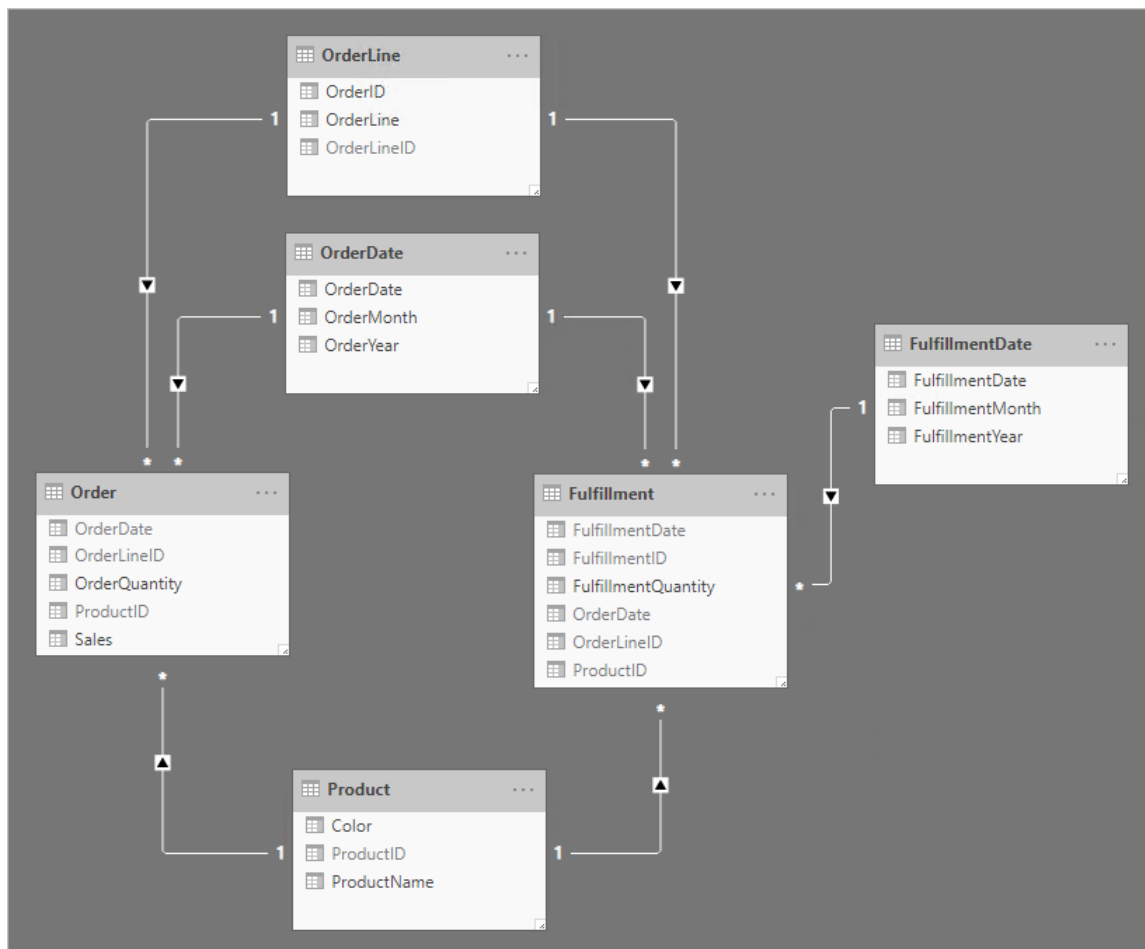 OrderLine
OrderID
OrderLine
OrderLineID
1
1
OrderDate
OrderDate
OrderMonth
OrderYear
1
1
FulfillmentDate
FulfillmentDate
FulfillmentMonth
FulfillmentYear
1
* *
* *
Order
OrderDate
OrderLineID
OrderQuantity
ProductID
Sales
*
Fulfillment
FulfillmentDate
FulfillmentID
FulfillmentQuantity
OrderDate
OrderLineID
ProductID
*
*
Product
Color
ProductID
ProductName
1
1